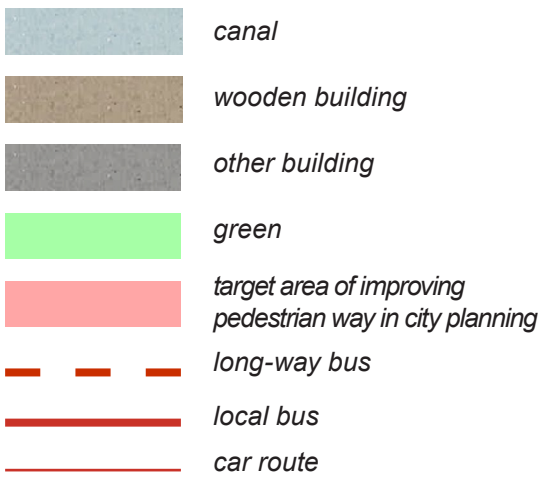 canal
wooden building
other building
green
target area of improving
pedestrian way in city planning
long-way bus
local bus
car route